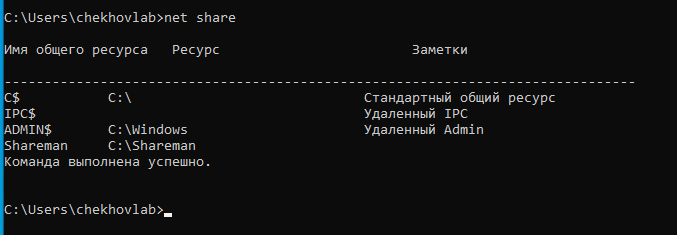 C:\Users\chekhovlab>net share
Имя общего ресурса   Ресурс                        Заметки
-------------------------------------------------------------------------------
C$           C:\                             Стандартный общий ресурс
IPC$                                         Удаленный IPC
ADMIN$       C:\Windows                      Удаленный Admin
Shareman     C:\Shareman
Команда выполнена успешно.
C:\Users\chekhovlab>